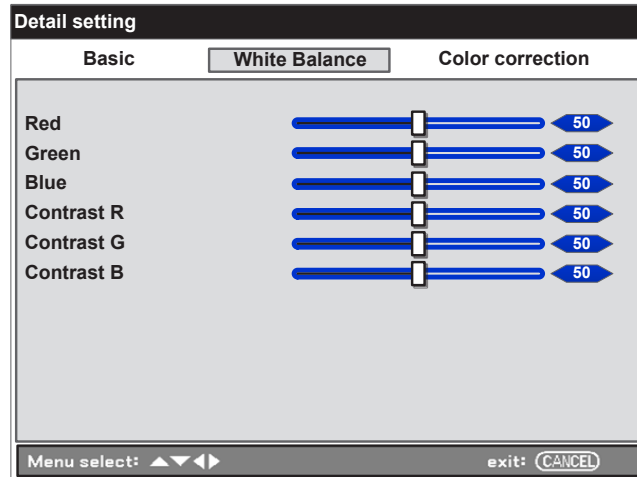 Detail setting
Basic White Balance Color correction
Red 50
Green 50
Blue 50
Contrast R 50
Contrast G 50
Contrast B 50
Menu select: ▲▼◀▶ exit: CANCEL